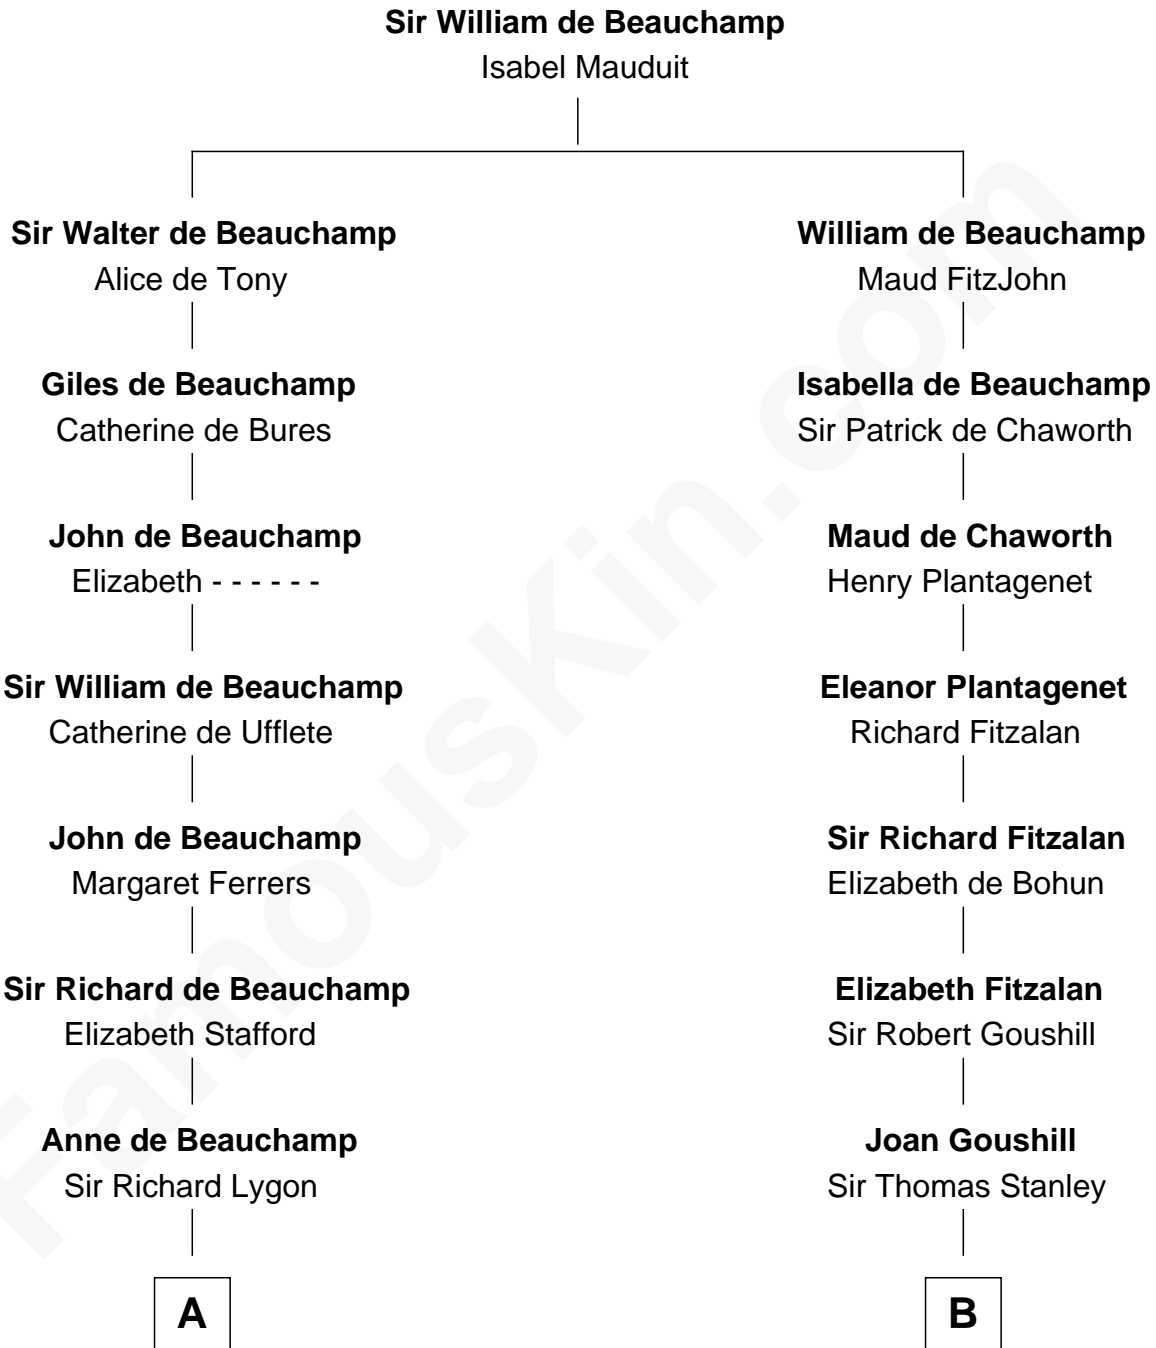 Sir William de Beauchamp
Isabel Mauduit
Sir Walter de Beauchamp
Alice de Tony
William de Beauchamp
Maud FitzJohn
Giles de Beauchamp
Catherine de Bures
Isabella de Beauchamp
Sir Patrick de Chaworth
John de Beauchamp
Elizabeth - - - - - -
Maud de Chaworth
Henry Plantagenet
Sir William de Beauchamp
Catherine de Ufflete
Eleanor Plantagenet
Richard Fitzalan
John de Beauchamp
Margaret Ferrers
Sir Richard Fitzalan
Elizabeth de Bohun
Sir Richard de Beauchamp
Elizabeth Stafford
Elizabeth Fitzalan
Sir Robert Goushill
Anne de Beauchamp
Sir Richard Lygon
Joan Goushill
Sir Thomas Stanley
A
B
FamousKin.com